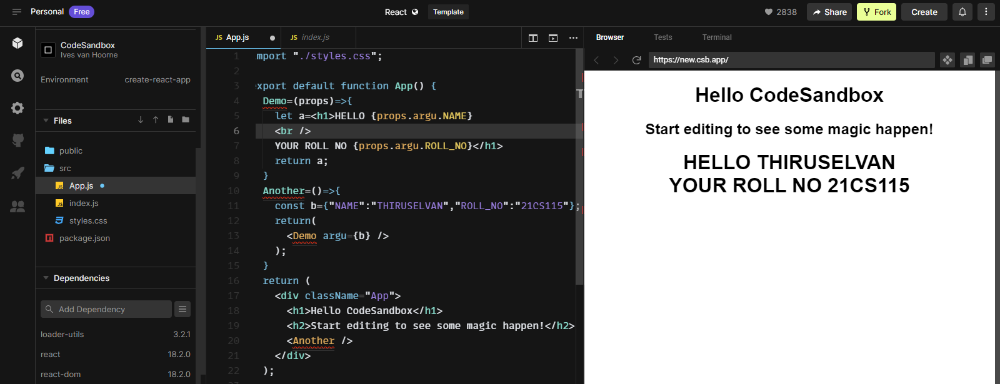 Personal Free
React Template
2838 Share Fork Create
CodeSandbox
Ives van Hoorne
Environment create-react-app
Files
public
src
App.js
index.js
styles.css
package.json
Dependencies
Add Dependency
loader-utils 3.2.1
react 18.2.0
react-dom 18.2.0
JS App.js JS index.js
1 mport "./styles.css";
2
3 xport default function App() {
4 Demo=(props)=>{
5 let a=<h1>HELLO {props.argu.NAME}
6 <br />
7 YOUR ROLL NO {props.argu.ROLL_NO}</h1>
8 return a;
9 }
10 Another=()=>{
11 const b={"NAME":"THIRUSELVAN","ROLL_NO":"21CS115"};
12 return(
13 <Demo argu={b} />
14 );
15 }
16 return (
17 <div className="App">
18 <h1>Hello CodeSandbox</h1>
19 <h2>Start editing to see some magic happen!</h2>
20 <Another />
21 </div>
22 );
Browser Tests Terminal
https://new.csb.app/
Hello CodeSandbox
Start editing to see some magic happen!
HELLO THIRUSELVAN
YOUR ROLL NO 21CS115